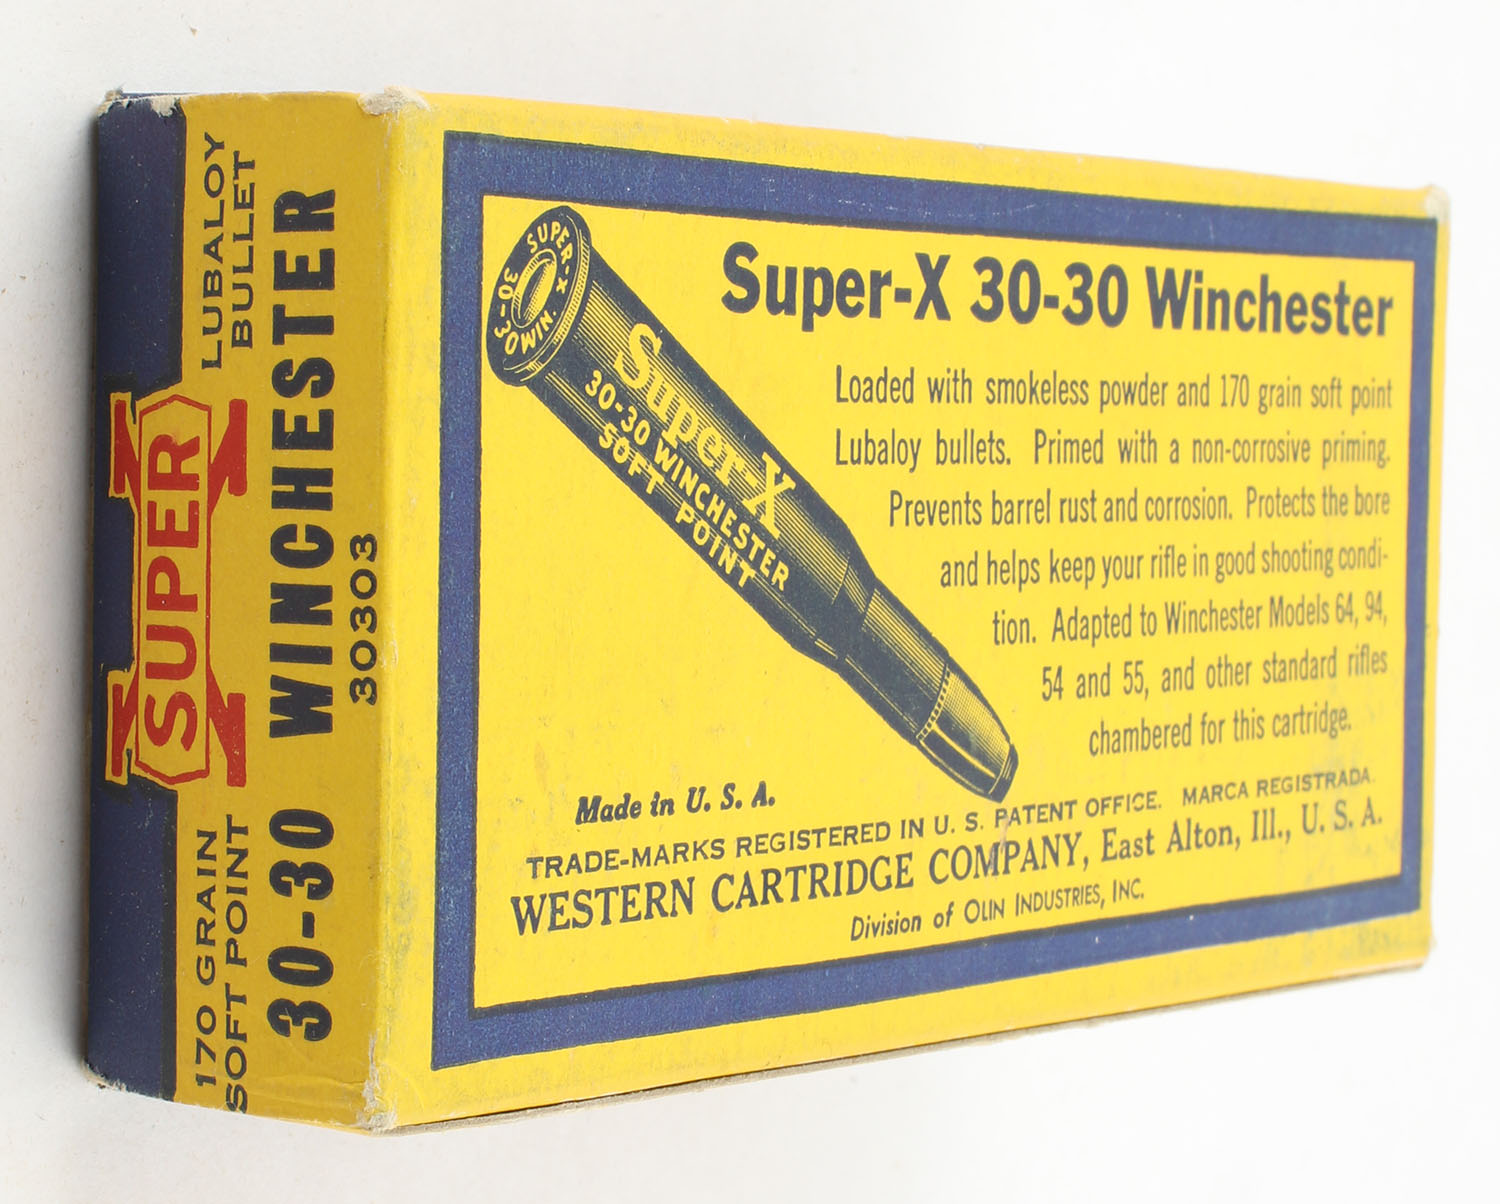 170 GRAIN
SOFT POINT
SUPER
X
LUBALOY
BULLET
30-30 WINCHESTER
30303
SUPER-X
30-30 WIN.
Super-X
30-30 WINCHESTER
SOFT POINT
Super-X 30-30 Winchester
Loaded with smokeless powder and 170 grain soft point
Lubaloy bullets. Primed with a non-corrosive priming.
Prevents barrel rust and corrosion. Protects the bore
and helps keep your rifle in good shooting condi-
tion. Adapted to Winchester Models 64, 94,
54 and 55, and other standard rifles
chambered for this cartridge.
Made in U. S. A.
TRADE-MARKS REGISTERED IN U. S. PATENT OFFICE. MARCA REGISTRADA.
WESTERN CARTRIDGE COMPANY, East Alton, Ill., U. S. A.
Division of OLIN INDUSTRIES, INC.